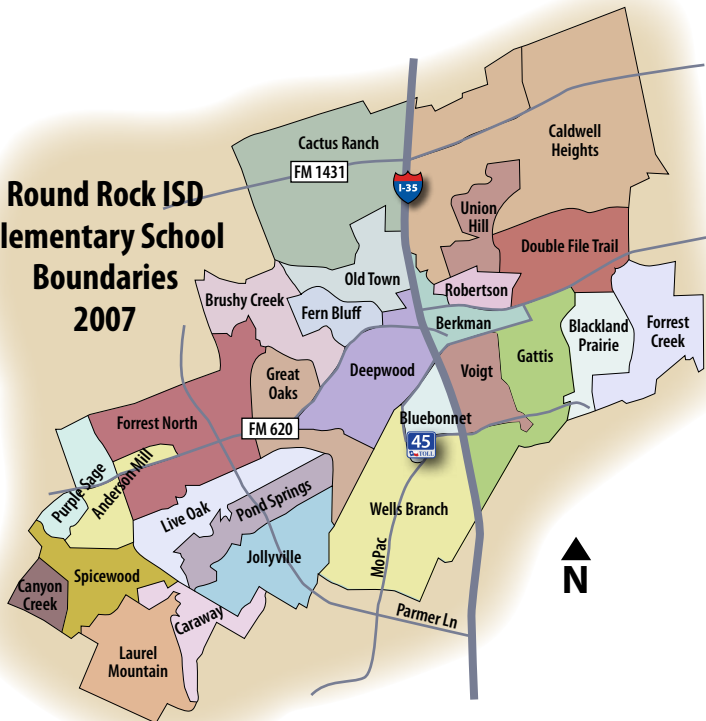 Round Rock ISD
lementary School
Boundaries
2007
Cactus Ranch
FM 1431
I-35
Caldwell
Heights
Union
Hill
Double File Trail
Old Town
Robertson
Brushy Creek
Fern Bluff
Berkman
Blackland
Prairie
Forrest
Creek
Great
Oaks
Deepwood
Voigt
Gattis
Forrest North
FM 620
Bluebonnet
45
TOLL
Purple Sage
Anderson Mill
Live Oak
Pond Springs
Wells Branch
Jollyville
MoPac
Canyon
Creek
Spicewood
Caraway
Parmer Ln
Laurel
Mountain
N